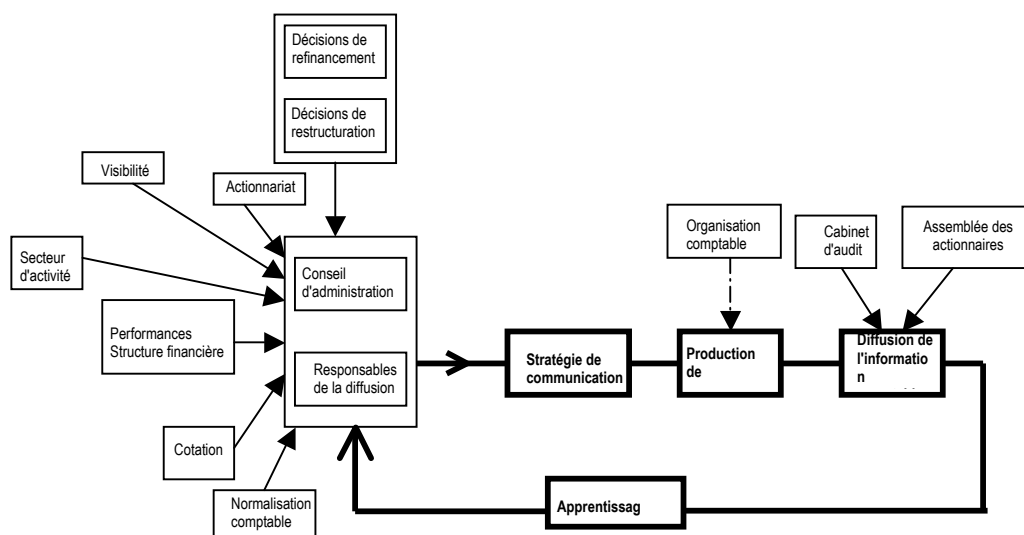 Décisions de
refinancement
Décisions de
restructuration
Visibilité
Actionnariat
Secteur
d'activité
Performances
Structure financière
Cotation
Normalisation
comptable
Conseil
d'administration
Responsables
de la diffusion
Stratégie de
communication
Organisation
comptable
Production
de
Cabinet
d'audit
Assemblée des
actionnaires
Diffusion de
l'informatio
n
Apprentissag